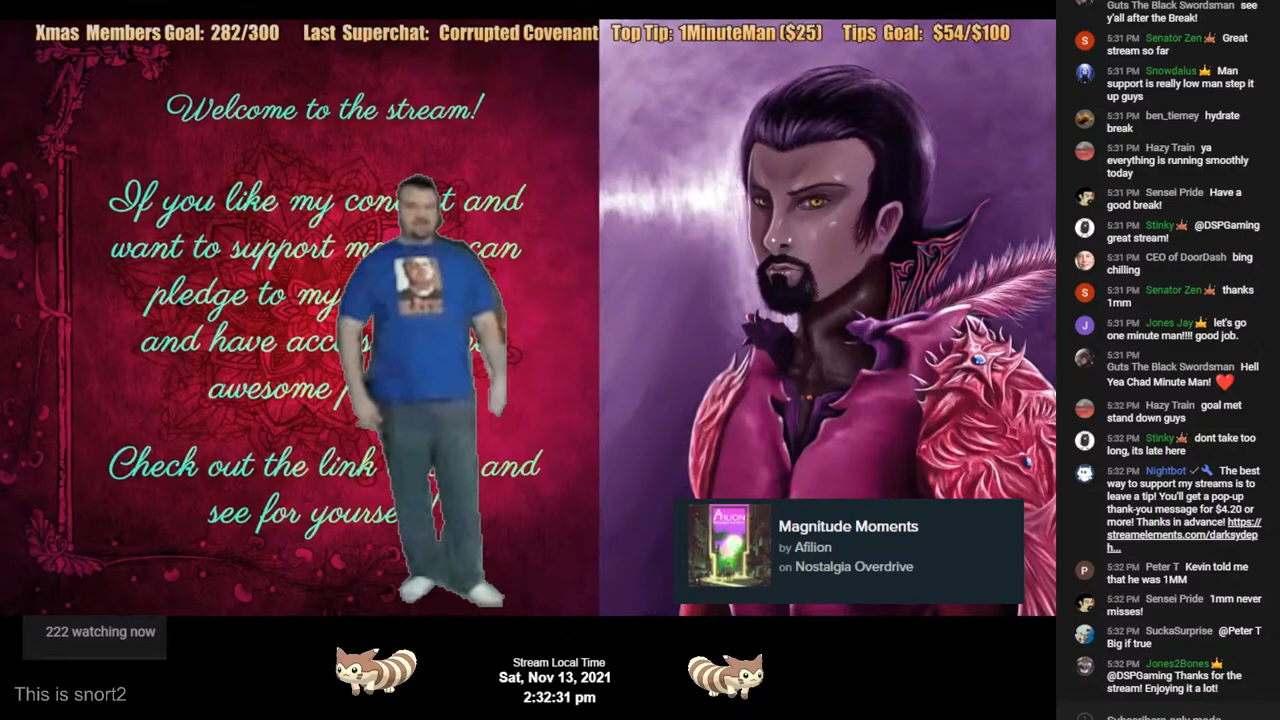 Xmas Members Goal: 282/300 Last Superchat: Corrupted Covenant
Top Tip: 1MinuteMan ($25) Tips Goal: $54/$100
Welcome to the stream!
If you like my and
want to support can
pledge to my
and have
awesome
Check out the link and
see for
Magnitude Moments
by Afilion
on Nostalgia Overdrive
AFILION
222 watching now
This is snort2
Stream Local Time
Sat, Nov 13, 2021
2:32:31 pm
Guts The Black Swordsman see
y'all after the Break!
S 5:31 PM Senator Zen Great
stream so far
5:31 PM Snowdalus Man
support is really low man step it
up guys
5:31 PM ben_tierney hydrate
break
5:31 PM Hazy Train ya
everything is running smoothly
today
5:31 PM Sensei Pride Have a
good break!
5:31 PM Stinky @DSPGaming
great stream!
5:31 PM CEO of DoorDash bing
chilling
S 5:31 PM Senator Zen thanks
1mm
J 5:31 PM Jones Jay let's go
one minute man!!!! good job.
5:31 PM
Guts The Black Swordsman Hell
Yea Chad Minute Man! ❤️
5:32 PM Hazy Train goal met
stand down guys
5:32 PM Stinky dont take too
long, its late here
5:32 PM Nightbot The best
way to support my streams is to
leave a tip! You'll get a pop-up
thank-you message for $4.20 or
more! Thanks in advance! https://
streamelements.com/darksydep
h...
P 5:32 PM Peter T Kevin told me
that he was 1MM
5:32 PM Sensei Pride 1mm never
misses!
5:32 PM SuckaSurprise @Peter T
Big if true
5:32 PM Jones2Bones
@DSPGaming Thanks for the
stream! Enjoying it a lot!
Subscribers-only mode